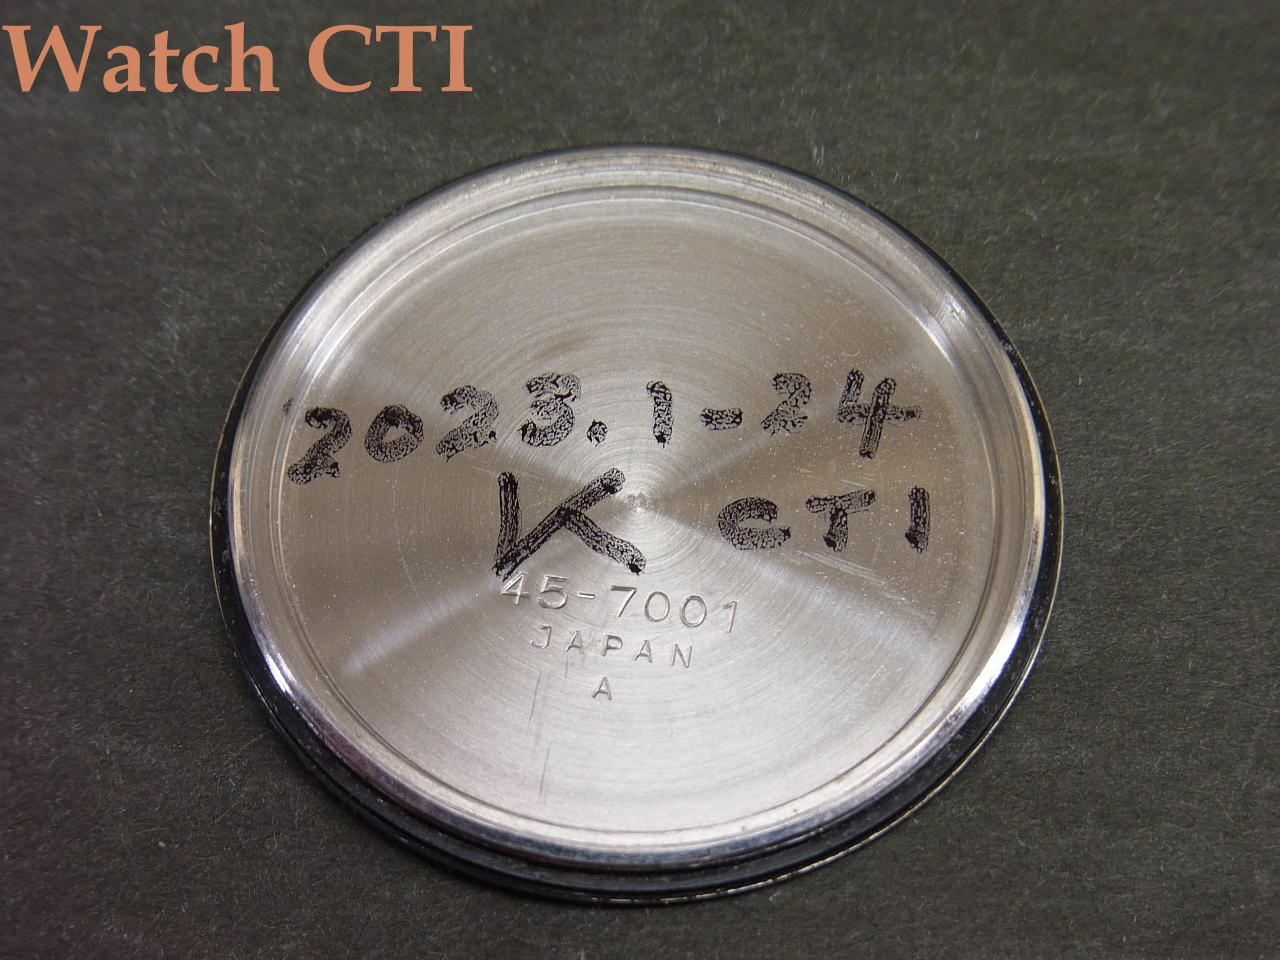 Watch CTI
2023.1-24
K CTI
45-7001
JAPAN
A